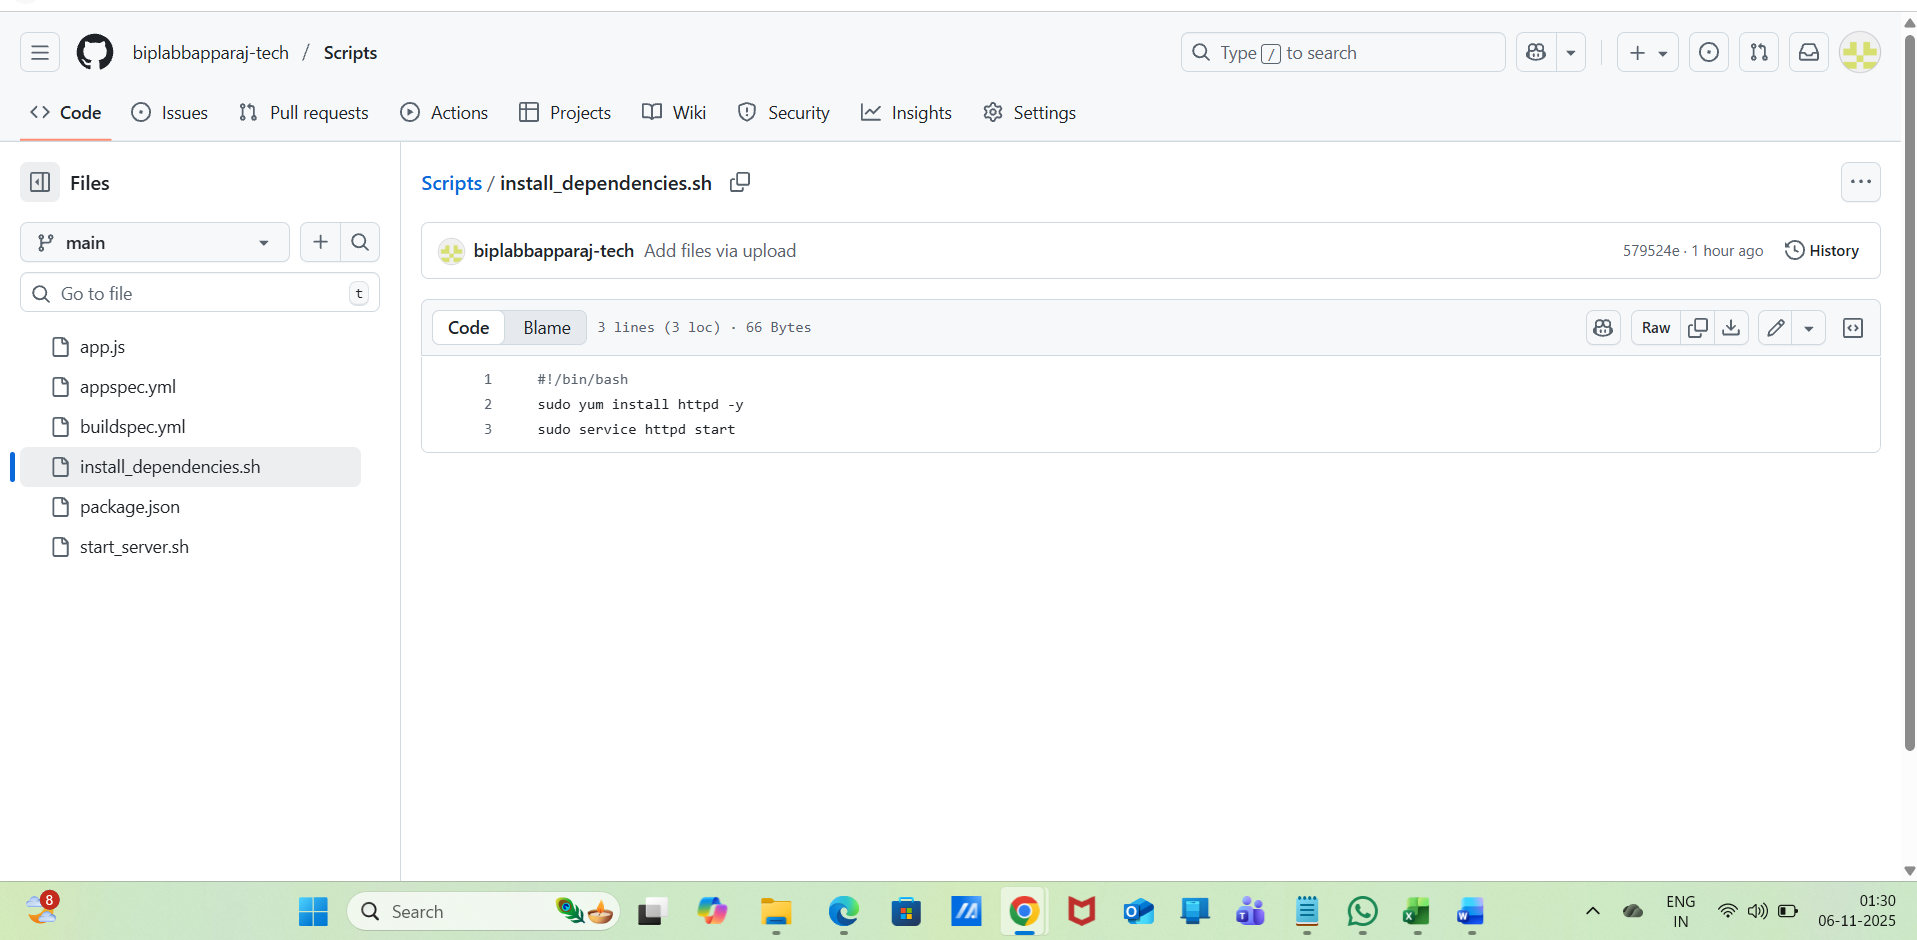 biplabbapparaj-tech / Scripts
Type / to search
Code Issues Pull requests Actions Projects Wiki Security Insights Settings
Files
Scripts / install_dependencies.sh
main
biplabbapparaj-tech Add files via upload
579524e · 1 hour ago History
Go to file t
Code Blame 3 lines (3 loc) · 66 Bytes
Raw
app.js
appspec.yml
buildspec.yml
install_dependencies.sh
package.json
start_server.sh
1 #!/bin/bash
2 sudo yum install httpd -y
3 sudo service httpd start
8
Search
ENG
IN
01:30
06-11-2025